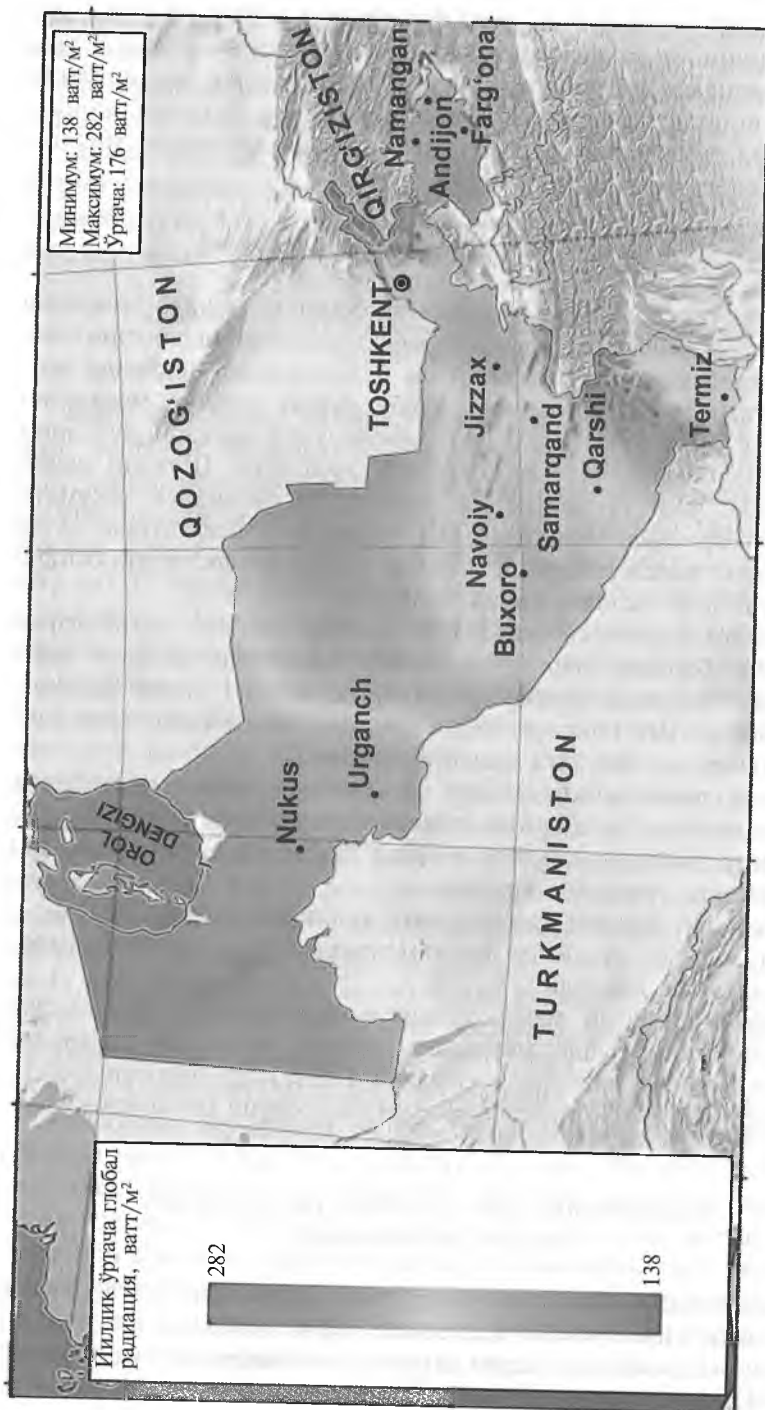 Минимум: 138 ватт/м²
Максимум: 282 ватт/м²
Ўртача: 176 ватт/м²
QOZOG'ISTON
QIRG'IZISTON
OROL
DENGIZI
Nukus
Urganch
TOSHKENT
Namangan
Andijon
Farg'ona
Navoiy
Buxoro
Jizzax
Samarqand
Qarshi
Termiz
TURKMANISTON
Йиллик ўртача глобал
радиация, ватт/м²
282
138